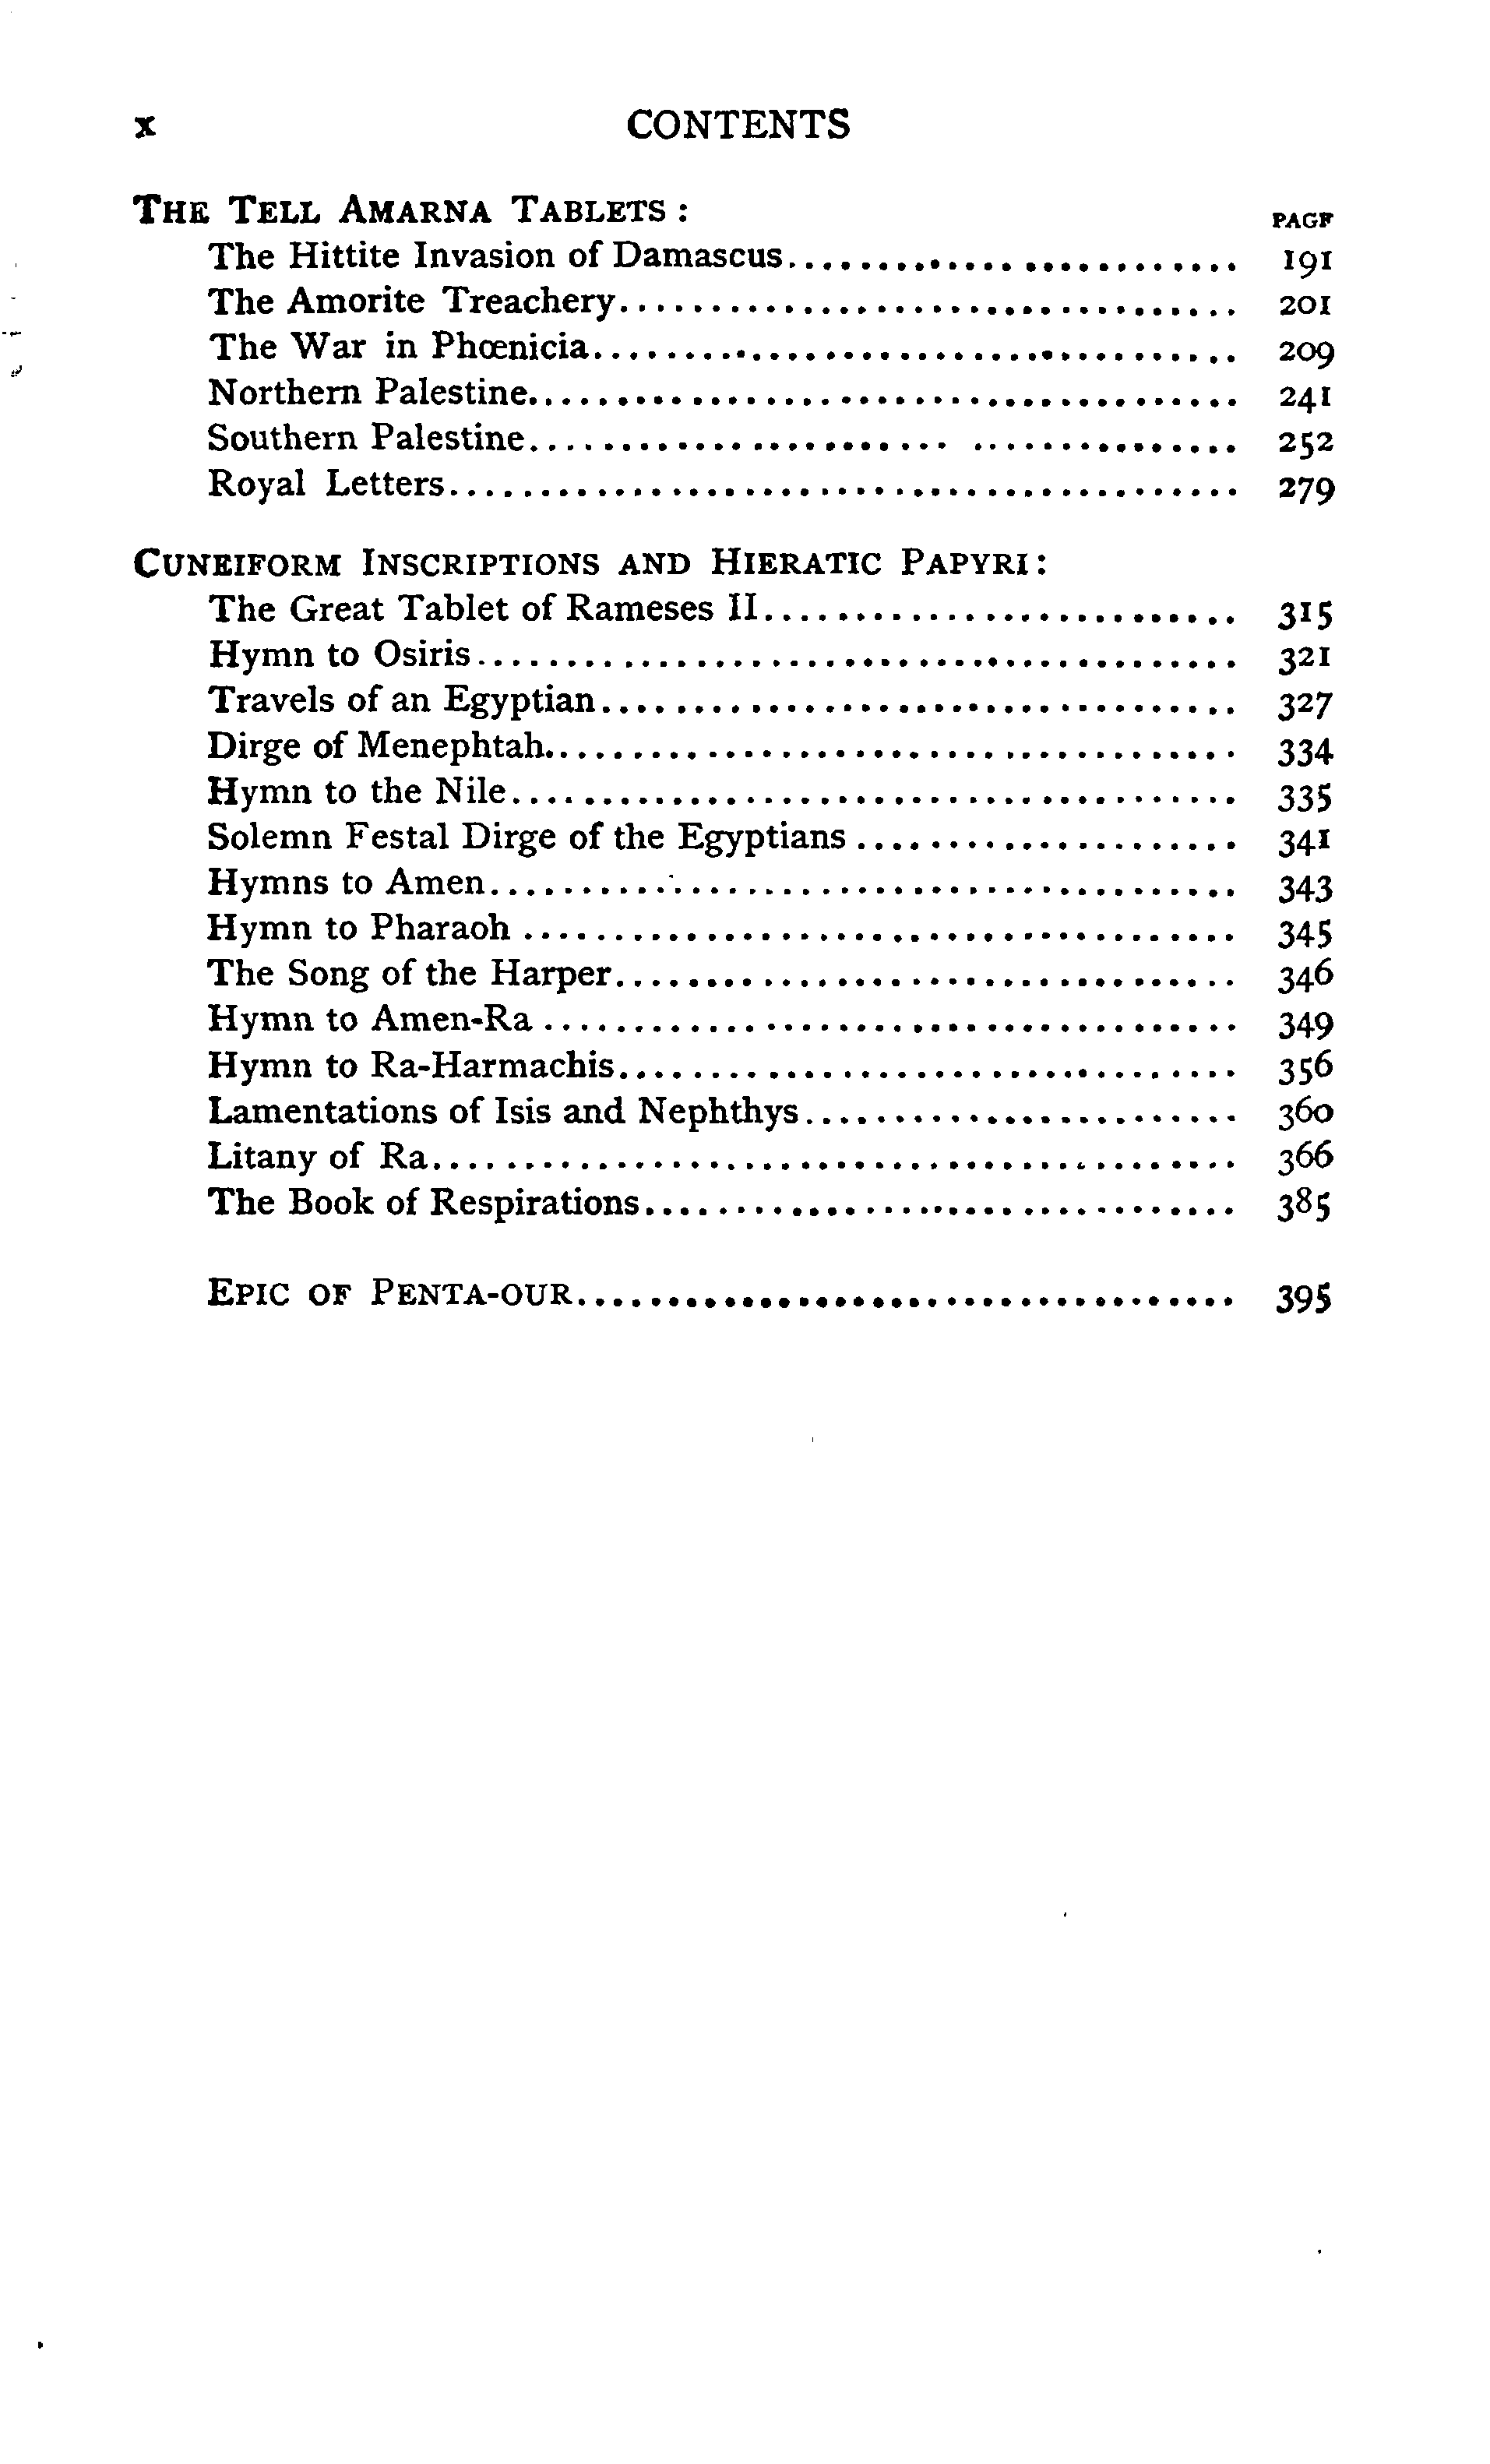 x CONTENTS
THE TELL AMARNA TABLETS: PAGE
The Hittite Invasion of Damascus........................ 191
The Amorite Treachery.................................. 201
The War in Phœnicia.................................... 209
Northern Palestine....................................... 241
Southern Palestine....................................... 252
Royal Letters............................................ 279
CUNEIFORM INSCRIPTIONS AND HIERATIC PAPYRI:
The Great Tablet of Rameses II.......................... 315
Hymn to Osiris.......................................... 321
Travels of an Egyptian................................... 327
Dirge of Menephtah...................................... 334
Hymn to the Nile........................................ 335
Solemn Festal Dirge of the Egyptians..................... 341
Hymns to Amen......................................... 343
Hymn to Pharaoh....................................... 345
The Song of the Harper.................................. 346
Hymn to Amen-Ra...................................... 349
Hymn to Ra-Harmachis.................................. 356
Lamentations of Isis and Nephthys........................ 360
Litany of Ra............................................. 366
The Book of Respirations................................. 385
EPIC OF PENTA-OUR.................................... 395